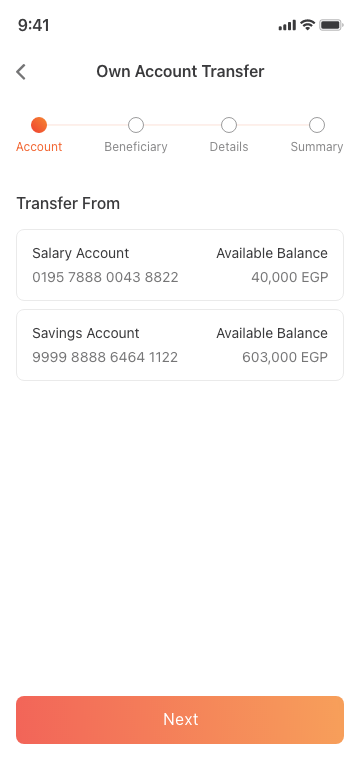 9:41
Own Account Transfer
Account Beneficiary Details Summary
Transfer From
Salary Account Available Balance
0195 7888 0043 8822 40,000 EGP
Savings Account Available Balance
9999 8888 6464 1122 603,000 EGP
Next